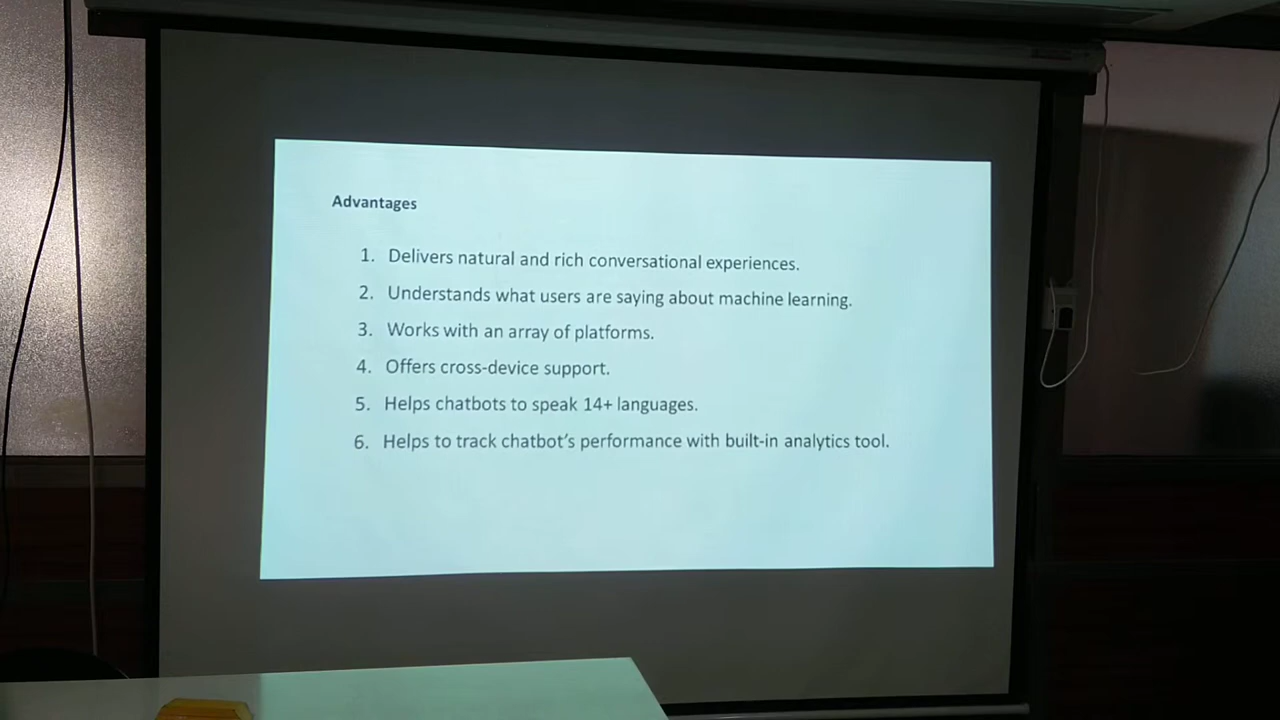 Advantages
1. Delivers natural and rich conversational experiences.
2. Understands what users are saying about machine learning.
3. Works with an array of platforms.
4. Offers cross-device support.
5. Helps chatbots to speak 14+ languages.
6. Helps to track chatbot's performance with built-in analytics tool.